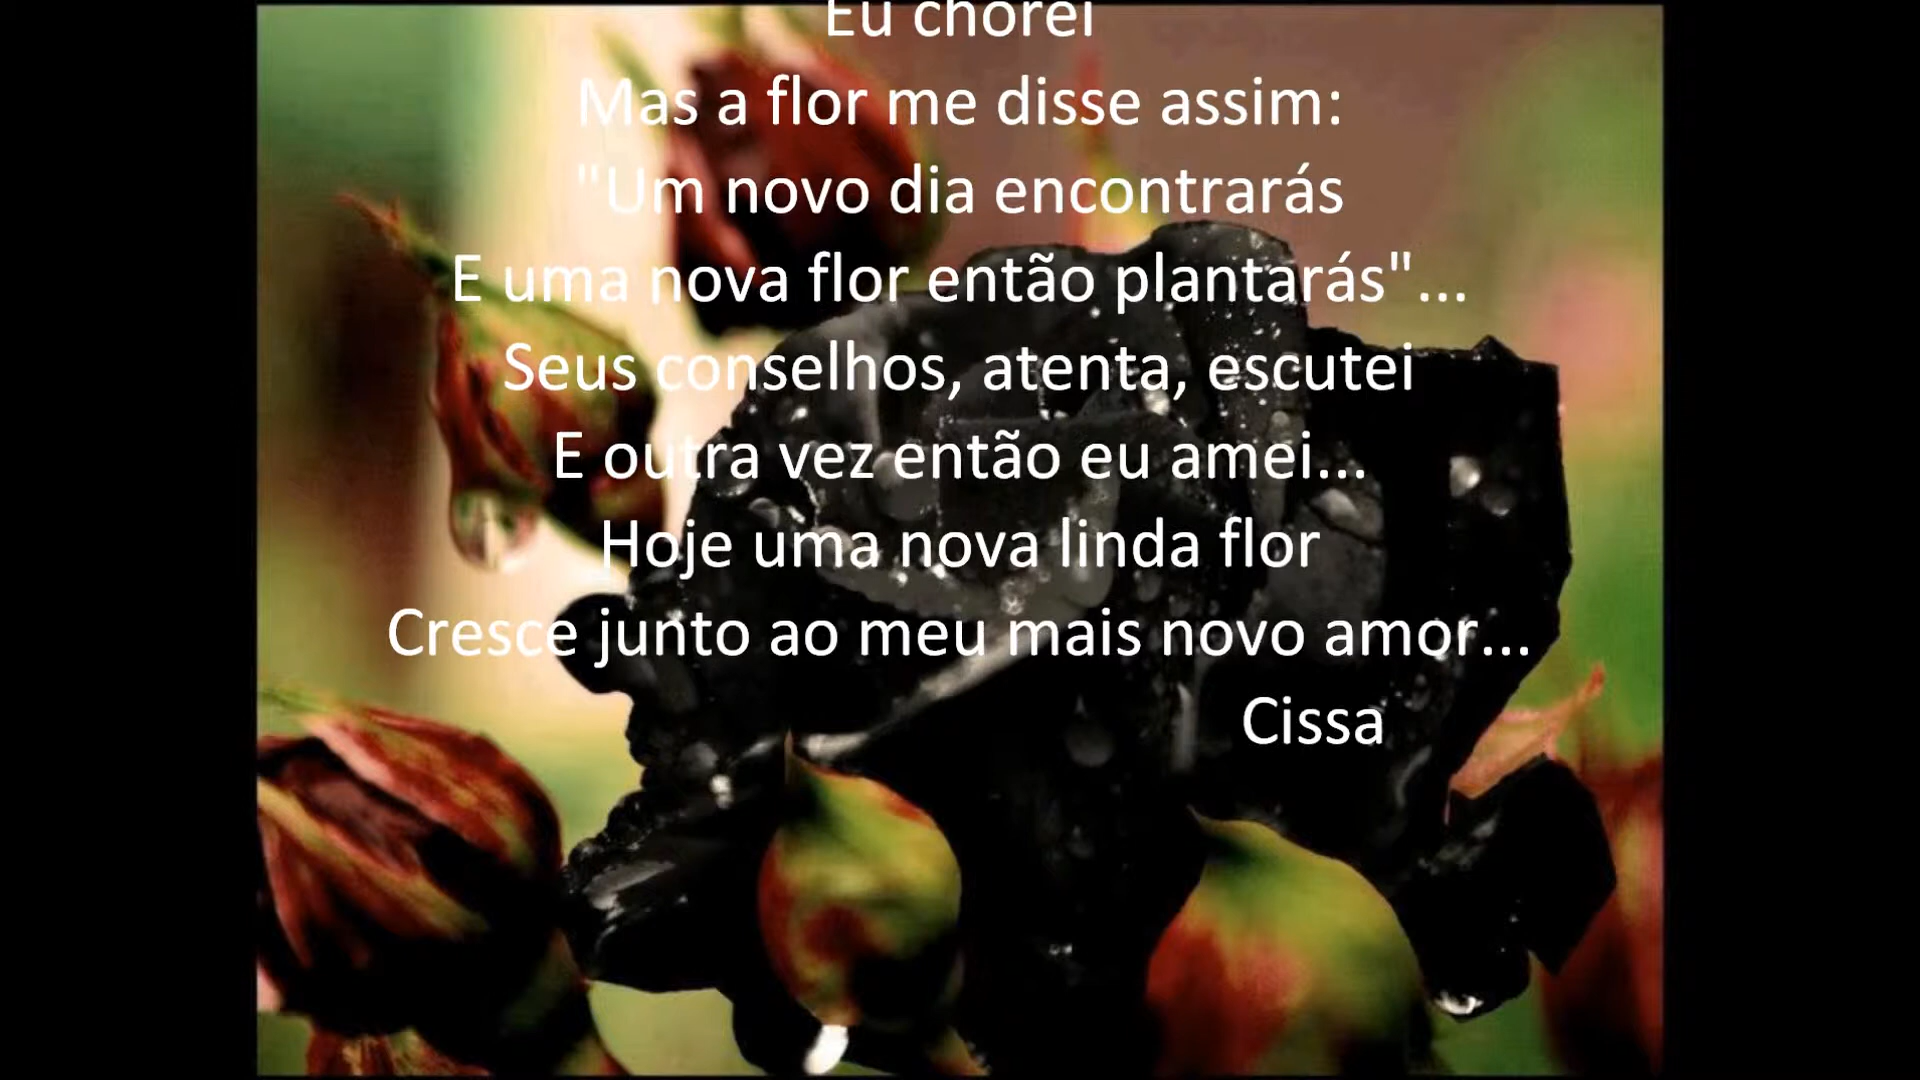 Eu chorei
Mas a flor me disse assim:
"Um novo dia encontrarás
E uma nova flor então plantarás"...
Seus conselhos, atenta, escutei
E outra vez então eu amei...
Hoje uma nova linda flor
Cresce junto ao meu mais novo amor...
Cissa